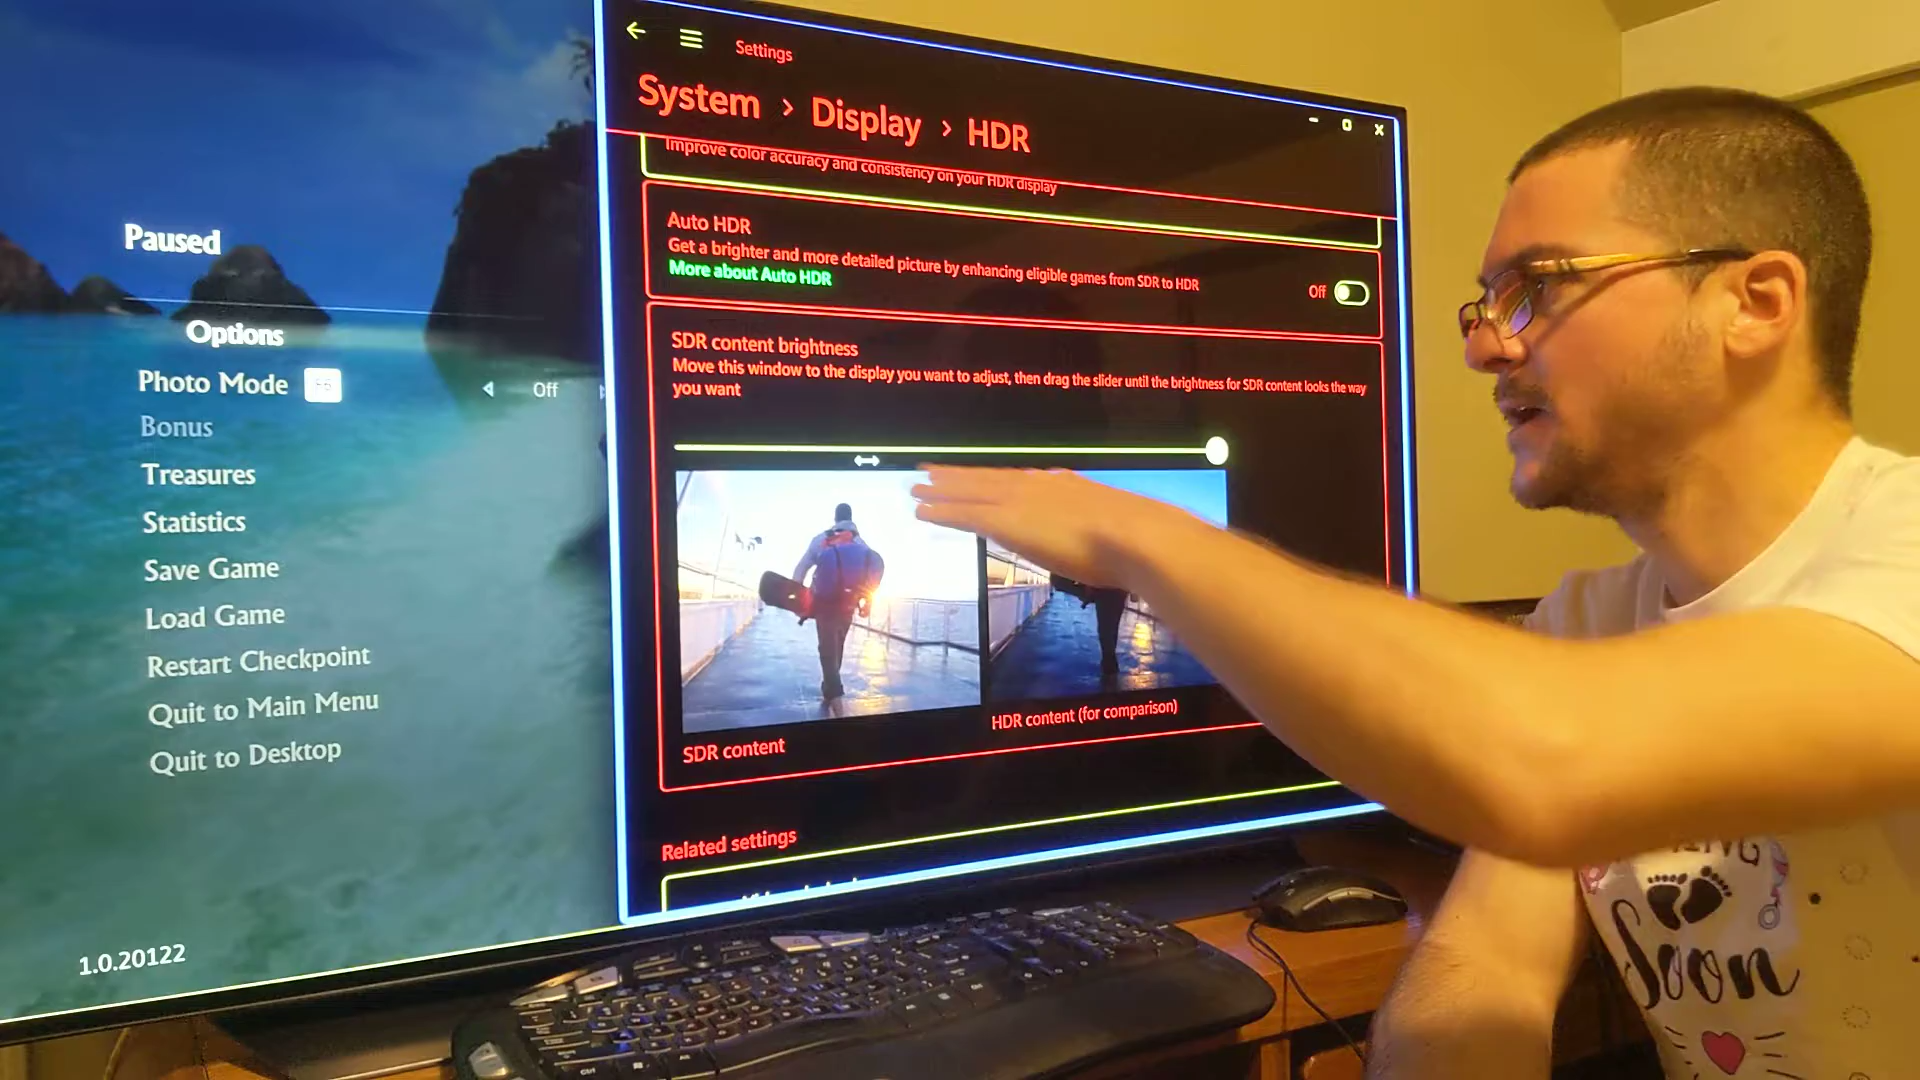 Paused
Options
Photo Mode F5
Off
Bonus
Treasures
Statistics
Save Game
Load Game
Restart Checkpoint
Quit to Main Menu
Quit to Desktop
1.0.20122
Settings
System > Display > HDR
Improve color accuracy and consistency on your HDR display
Auto HDR
Get a brighter and more detailed picture by enhancing eligible games from SDR to HDR
More about Auto HDR
Off
SDR content brightness
Move this window to the display you want to adjust, then drag the slider until the brightness for SDR content looks the way
you want
SDR content
HDR content (for comparison)
Related settings
Soon